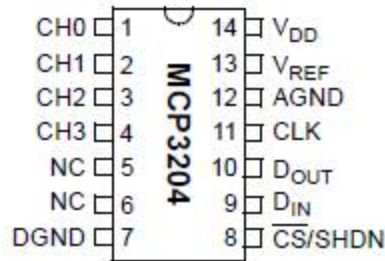 CH0 1 14 VDD
CH1 2 13 VREF
CH2 3 12 AGND
CH3 4 11 CLK
NC 5 10 DOUT
NC 6 9 DIN
DGND 7 8 C̅S̅/SHDN
MCP3204